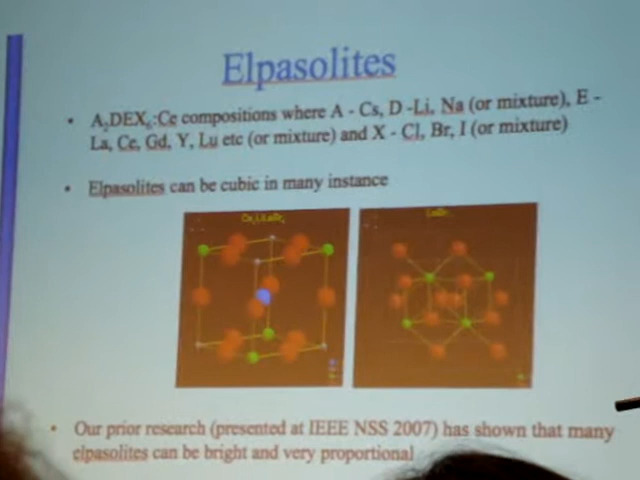 Elpasolites
• A2DEX6:Ce compositions where A - Cs, D -Li, Na (or mixture), E -
La, Ce, Gd, Y, Lu etc (or mixture) and X - Cl, Br, I (or mixture)
• Elpasolites can be cubic in many instance
• Our prior research (presented at IEEE NSS 2007) has shown that many
elpasolites can be bright and very proportional